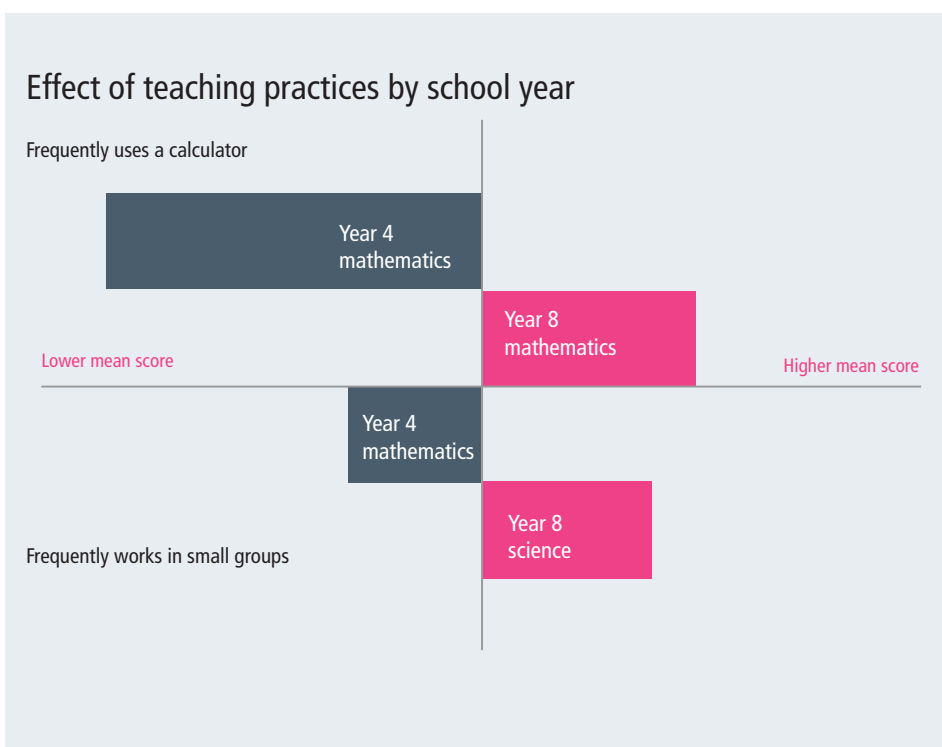 Effect of teaching practices by school year
Frequently uses a calculator
Year 4
mathematics
Year 8
mathematics
Lower mean score
Higher mean score
Year 4
mathematics
Year 8
science
Frequently works in small groups